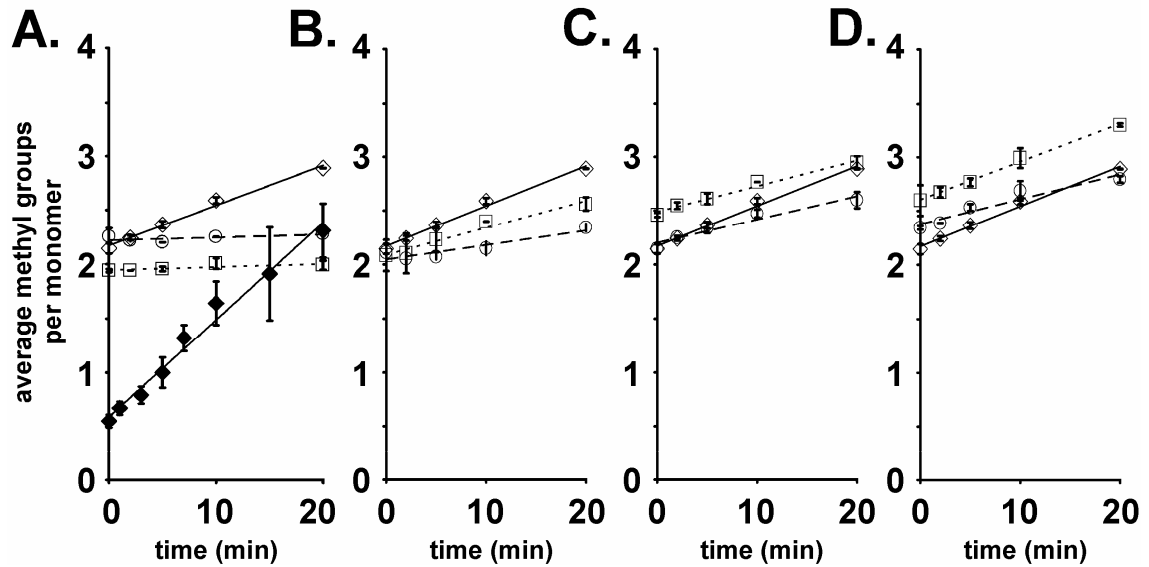 A. B. C. D.
average methyl groups
per monomer
4 4 4 4
3 3 3 3
2 2 2 2
1 1 1 1
0 0 0 0
0 10 20 0 10 20 0 10 20 0 10 20
time (min) time (min) time (min) time (min)